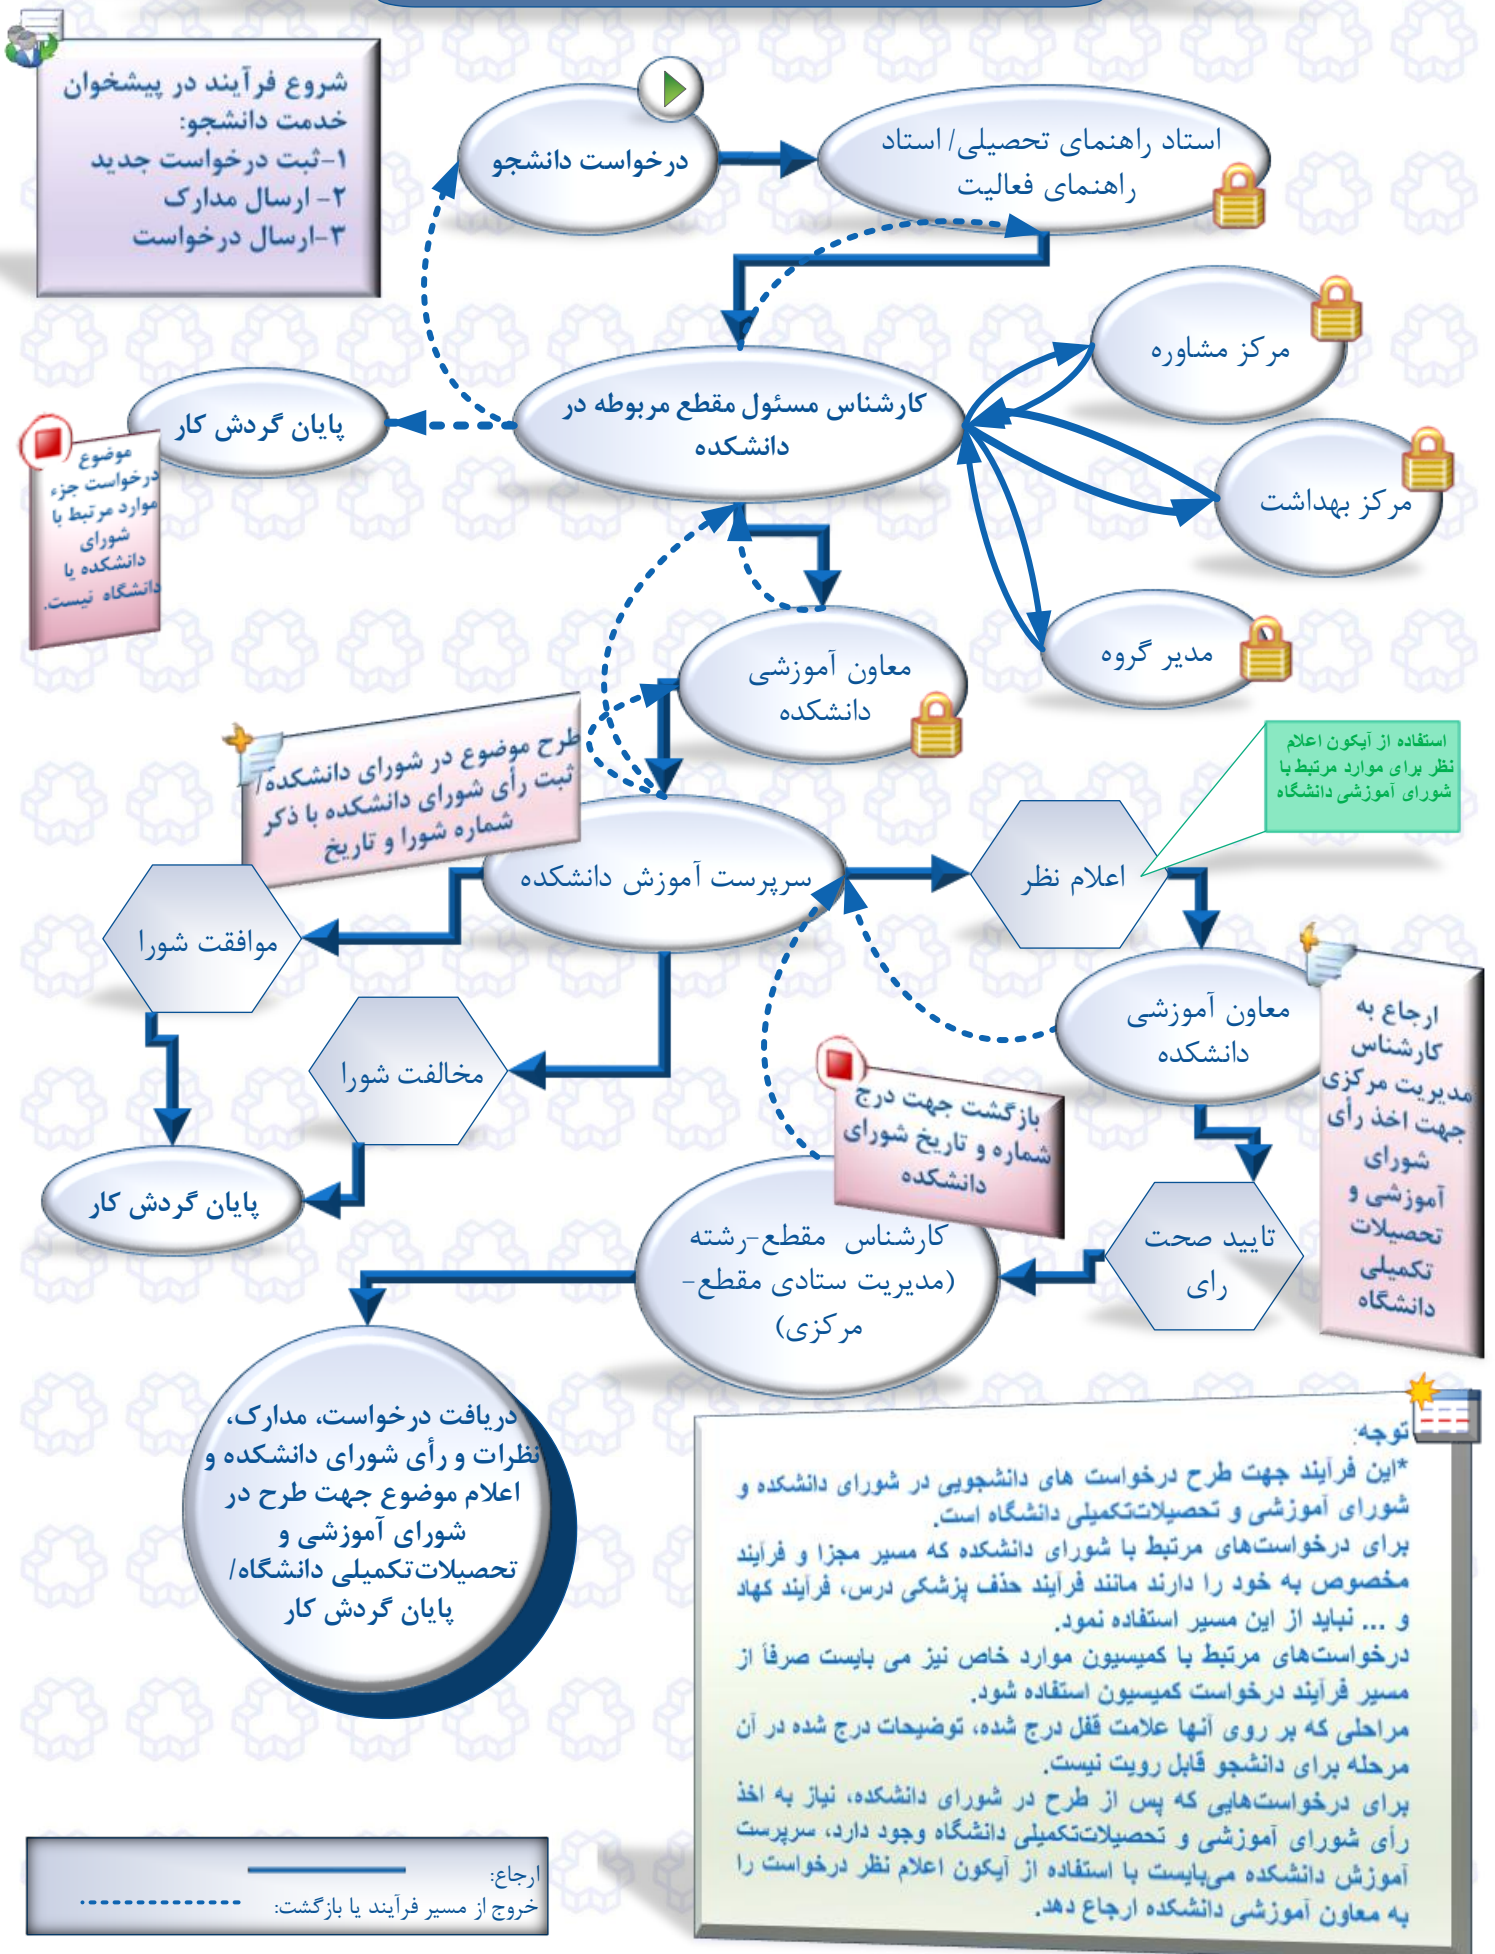 شروع فرآیند در پیشخوان
خدمت دانشجو:
۱-ثبت درخواست جدید
۲- ارسال مدارک
۳-ارسال درخواست
درخواست دانشجو
استاد راهنمای تحصیلی/ استاد
راهنمای فعالیت
مرکز مشاوره
کارشناس مسئول مقطع مربوطه در
دانشکده
پایان گردش کار
موضوع
درخواست جزء
موارد مرتبط با
شورای
دانشکده یا
دانشگاه نیست.
مرکز بهداشت
مدیر گروه
معاون آموزشی
دانشکده
طرح موضوع در شورای دانشکده/
ثبت رأی شورای دانشکده با ذکر
شماره شورا و تاریخ
استفاده از آیکون اعلام
نظر برای موارد مرتبط با
شورای آموزشی دانشگاه
سرپرست آموزش دانشکده
اعلام نظر
موافقت شورا
مخالفت شورا
پایان گردش کار
معاون آموزشی
دانشکده
ارجاع به
کارشناس
مدیریت مرکزی
جهت اخذ رأی
شورای
آموزشی و
تحصیلات
تکمیلی
دانشگاه
بازگشت جهت درج
شماره و تاریخ شورای
دانشکده
تایید صحت
رای
کارشناس مقطع-رشته
(مدیریت ستادی مقطع-
مرکزی)
دریافت درخواست، مدارک،
نظرات و رأی شورای دانشکده و
اعلام موضوع جهت طرح در
شورای آموزشی و
تحصیلات‌تکمیلی دانشگاه/
پایان گردش کار
توجه:
*این فرآیند جهت طرح درخواست های دانشجویی در شورای دانشکده و
شورای آموزشی و تحصیلات‌تکمیلی دانشگاه است.
برای درخواست‌های مرتبط با شورای دانشکده که مسیر مجزا و فرآیند
مخصوص به خود را دارند مانند فرآیند حذف پزشکی درس، فرآیند کهاد
و ... نباید از این مسیر استفاده نمود.
درخواست‌های مرتبط با کمیسیون موارد خاص نیز می بایست صرفاً از
مسیر فرآیند درخواست کمیسیون استفاده شود.
مراحلی که بر روی آنها علامت قفل درج شده، توضیحات درج شده در آن
مرحله برای دانشجو قابل رویت نیست.
برای درخواست‌هایی که پس از طرح در شورای دانشکده، نیاز به اخذ
رأی شورای آموزشی و تحصیلات‌تکمیلی دانشگاه وجود دارد، سرپرست
آموزش دانشکده می‌بایست با استفاده از آیکون اعلام نظر درخواست را
به معاون آموزشی دانشکده ارجاع دهد.
ارجاع:
خروج از مسیر فرآیند یا بازگشت: